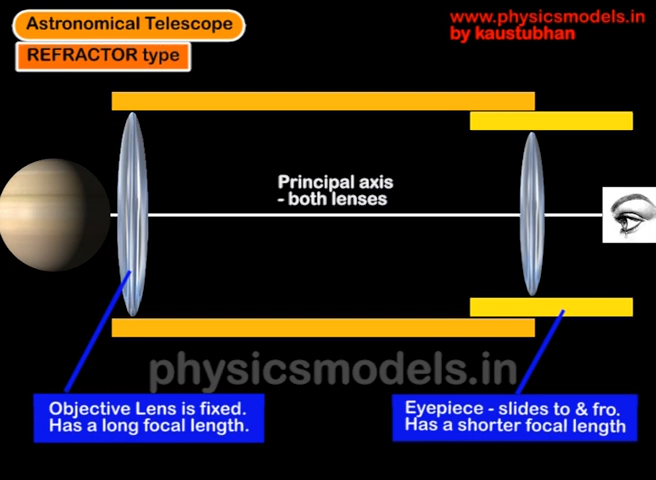 Astronomical Telescope
REFRACTOR type
www.physicsmodels.in
by kaustubhan
Principal axis
- both lenses
physicsmodels.in
Objective Lens is fixed.
Has a long focal length.
Eyepiece - slides to & fro.
Has a shorter focal length